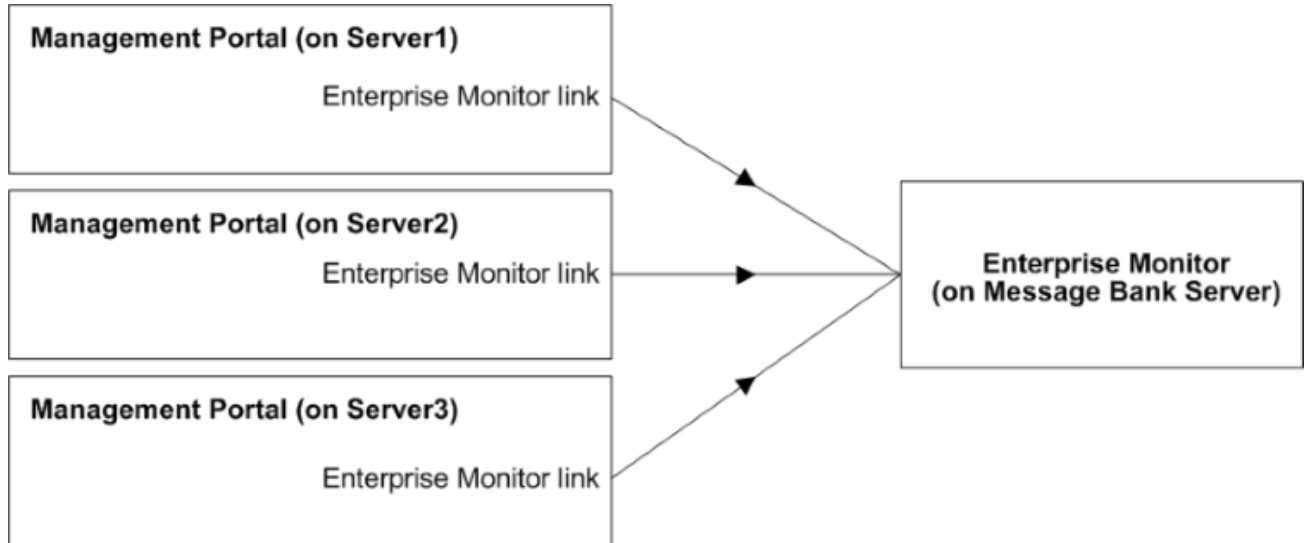 Management Portal (on Server1)
Enterprise Monitor link
Management Portal (on Server2)
Enterprise Monitor link
Management Portal (on Server3)
Enterprise Monitor link
Enterprise Monitor
(on Message Bank Server)